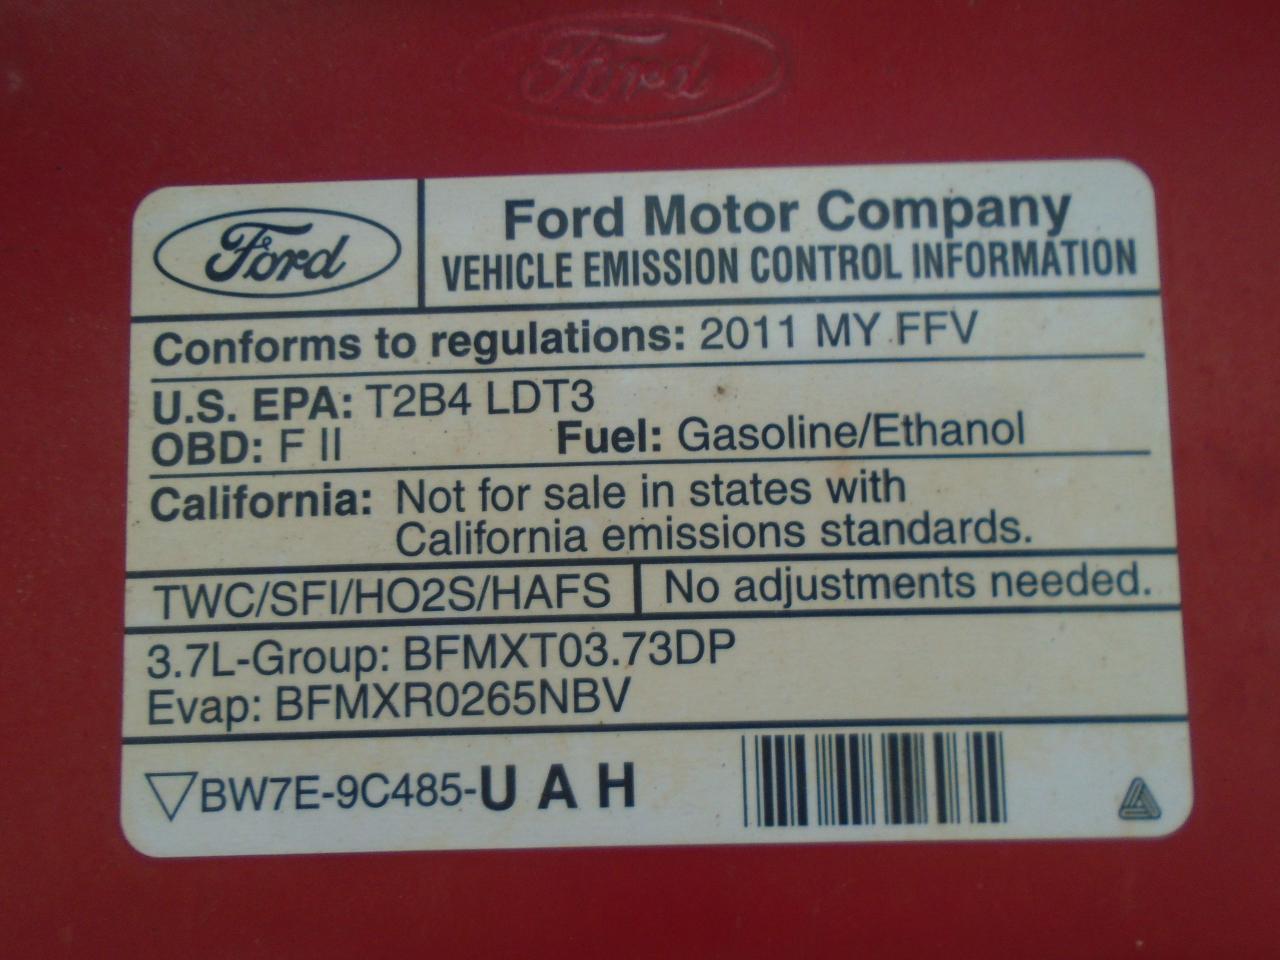 Ford
Ford
Ford Motor Company
VEHICLE EMISSION CONTROL INFORMATION
Conforms to regulations: 2011 MY FFV
U.S. EPA: T2B4 LDT3
OBD: F II Fuel: Gasoline/Ethanol
California: Not for sale in states with
California emissions standards.
TWC/SFI/HO2S/HAFS No adjustments needed.
3.7L-Group: BFMXT03.73DP
Evap: BFMXR0265NBV
BW7E-9C485-U A H